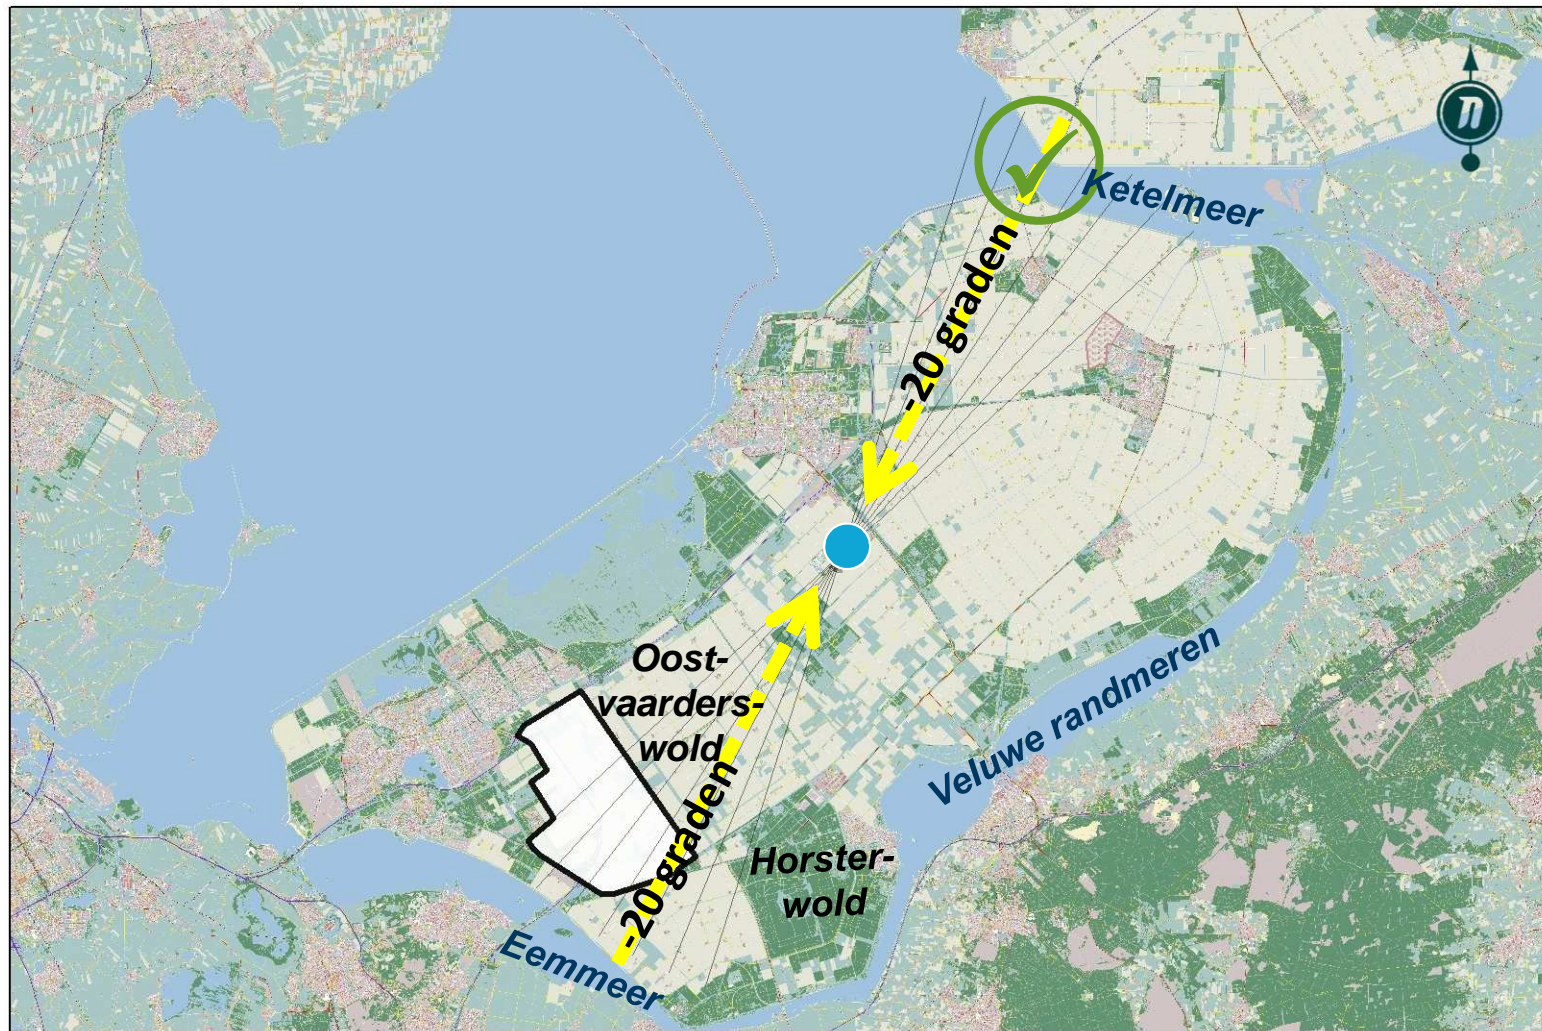 n
Ketelmeer
-20 graden
Oost-
vaarders-
wold
Veluwe randmeren
-20 graden
Horster-
wold
Eemmeer